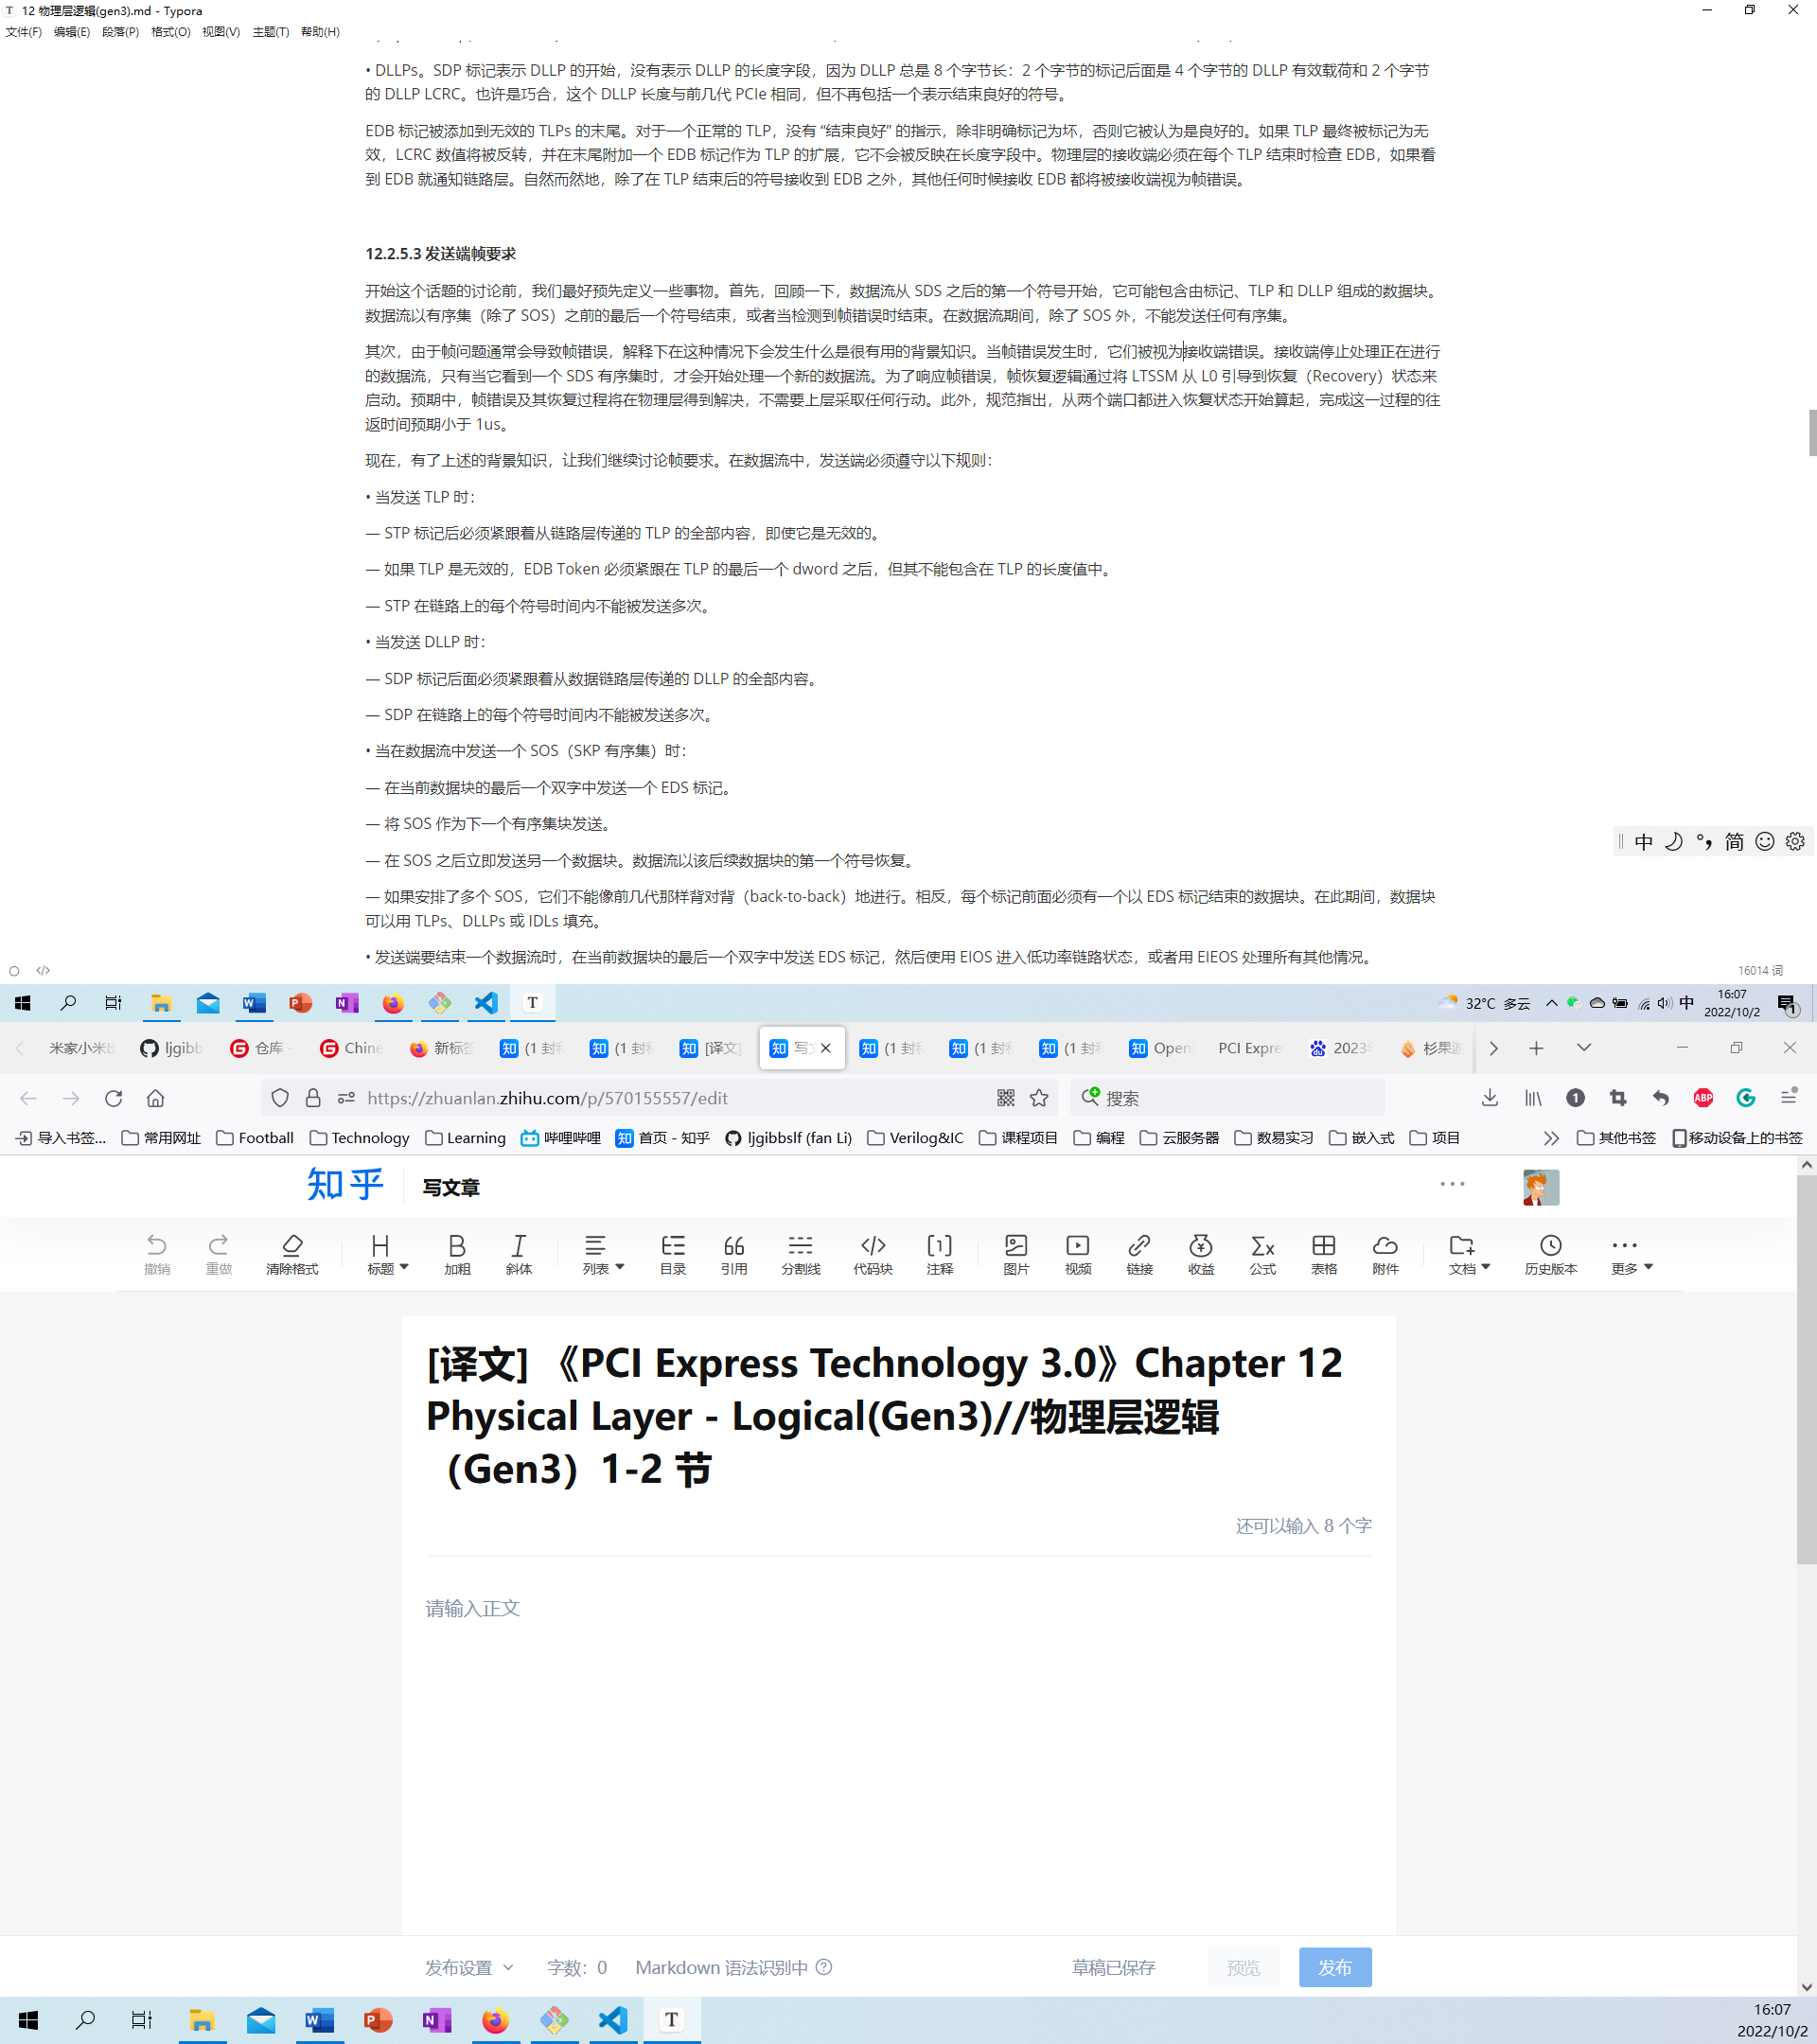 12 物理层逻辑(gen3).md - Typora
文件(F) 编辑(E) 段落(P) 格式(O) 视图(V) 主题(T) 帮助(H)
• DLLPs。SDP 标记表示 DLLP 的开始，没有表示 DLLP 的长度字段，因为 DLLP 总是 8 个字节长：2 个字节的标记后面是 4 个字节的 DLLP 有效载荷和 2 个字节
的 DLLP LCRC。也许是巧合，这个 DLLP 长度与前几代 PCIe 相同，但不再包括一个表示结束良好的符号。
EDB 标记被添加到无效的 TLPs 的末尾。对于一个正常的 TLP，没有 “结束良好” 的指示，除非明确标记为坏，否则它被认为是良好的。如果 TLP 最终被标记为无
效，LCRC 数值将被反转，并在末尾附加一个 EDB 标记作为 TLP 的扩展，它不会被反映在长度字段中。物理层的接收端必须在每个 TLP 结束时检查 EDB，如果看
到 EDB 就通知链路层。自然而然地，除了在 TLP 结束后的符号接收到 EDB 之外，其他任何时候接收 EDB 都将被接收端视为帧错误。
12.2.5.3 发送端帧要求
开始这个话题的讨论前，我们最好预先定义一些事物。首先，回顾一下，数据流从 SDS 之后的第一个符号开始，它可能包含由标记、TLP 和 DLLP 组成的数据块。
数据流以有序集（除了 SOS）之前的最后一个符号结束，或者当检测到帧错误时结束。在数据流期间，除了 SOS 外，不能发送任何有序集。
其次，由于帧问题通常会导致帧错误，解释下在这种情况下会发生什么是很有用的背景知识。当帧错误发生时，它们被视为接收端错误。接收端停止处理正在进行
的数据流，只有当它看到一个 SDS 有序集时，才会开始处理一个新的数据流。为了响应帧错误，帧恢复逻辑通过将 LTSSM 从 L0 引导到恢复（Recovery）状态来
启动。预期中，帧错误及其恢复过程将在物理层得到解决，不需要上层采取任何行动。此外，规范指出，从两个端口都进入恢复状态开始算起，完成这一过程的往
返时间预期小于 1us。
现在，有了上述的背景知识，让我们继续讨论帧要求。在数据流中，发送端必须遵守以下规则：
• 当发送 TLP 时：
— STP 标记后必须紧跟着从链路层传递的 TLP 的全部内容，即使它是无效的。
— 如果 TLP 是无效的，EDB Token 必须紧跟在 TLP 的最后一个 dword 之后，但其不能包含在 TLP 的长度值中。
— STP 在链路上的每个符号时间内不能被发送多次。
• 当发送 DLLP 时：
— SDP 标记后面必须紧跟着从数据链路层传递的 DLLP 的全部内容。
— SDP 在链路上的每个符号时间内不能被发送多次。
• 当在数据流中发送一个 SOS（SKP 有序集）时：
— 在当前数据块的最后一个双字中发送一个 EDS 标记。
— 将 SOS 作为下一个有序集块发送。
中 简
— 在 SOS 之后立即发送另一个数据块。数据流以该后续数据块的第一个符号恢复。
— 如果安排了多个 SOS，它们不能像前几代那样背对背（back-to-back）地进行。相反，每个标记前面必须有一个以 EDS 标记结束的数据块。在此期间，数据块
可以用 TLPs、DLLPs 或 IDLs 填充。
• 发送端要结束一个数据流时，在当前数据块的最后一个双字中发送 EDS 标记，然后使用 EIOS 进入低功率链路状态，或者用 EIEOS 处理所有其他情况。
16014 词
32°C 多云 中 16:07
2022/10/2 1
米家小米 ljgibb 仓库 - Chine 新标签 (1 封 (1 封 [译文] 写 (1 封 (1 封 (1 封 Open PCI Expre 2023 杉果游
https://zhuanlan.zhihu.com/p/570155557/edit 搜索 1 ABP
导入书签... 常用网址 Football Technology Learning 哔哩哔哩 首页 - 知乎 ljgibbslf (fan Li) Verilog&IC 课程项目 编程 云服务器 数易实习 嵌入式 项目 其他书签 移动设备上的书签
知乎 写文章
撤销 重做 清除格式 标题 加粗 斜体 列表 目录 引用 分割线 代码块 注释 图片 视频 链接 收益 公式 表格 附件 文档 历史版本 更多
[译文] 《PCI Express Technology 3.0》Chapter 12
Physical Layer - Logical(Gen3)//物理层逻辑
（Gen3）1-2 节
还可以输入 8 个字
请输入正文
发布设置 字数：0 Markdown 语法识别中 草稿已保存 预览 发布
16:07
2022/10/2